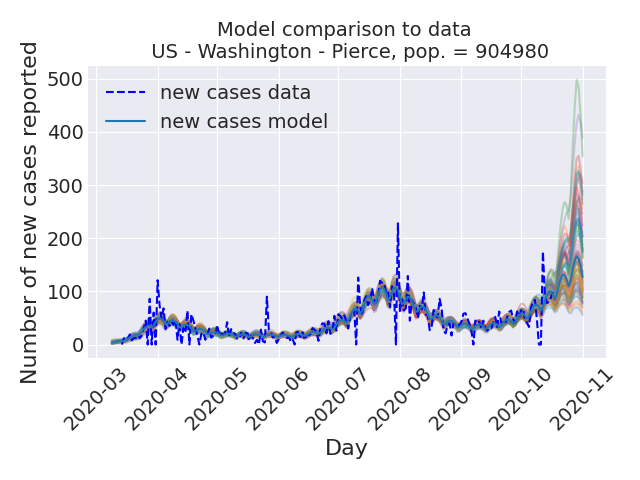 Model comparison to data
US - Washington - Pierce, pop. = 904980
Number of new cases reported
500
400
300
200
100
0
new cases data
new cases model
2020-03
2020-04
2020-05
2020-06
2020-07
2020-08
2020-09
2020-10
2020-11
Day